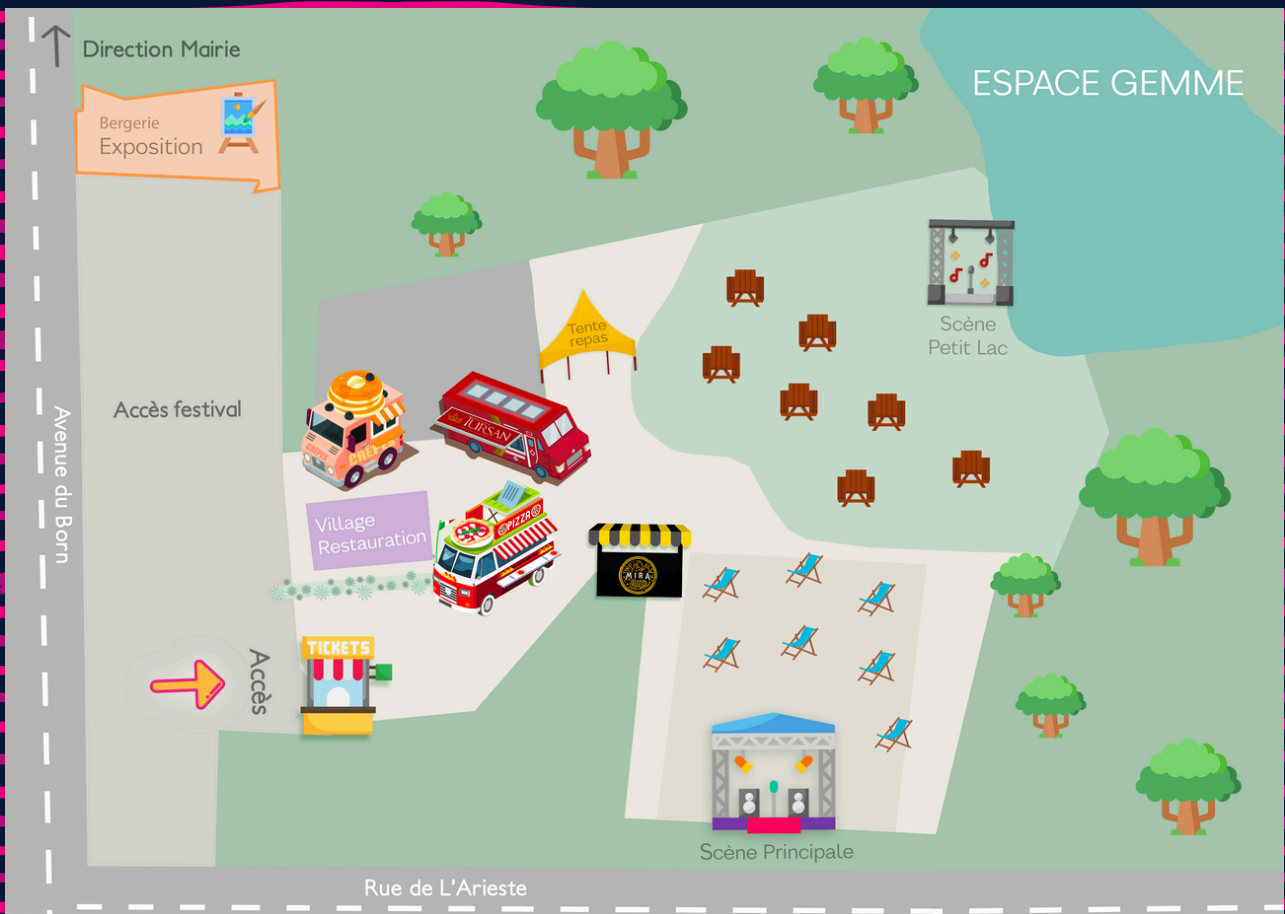 Direction Mairie
ESPACE GEMME
Bergerie
Exposition
Tente
repas
Scène
Petit Lac
Accès festival
Avenue du Born
CRÊPES
TURSAN
PIZZA
Village
Restauration
MIRA
TICKETS
Accès
Scène Principale
Rue de L'Arieste